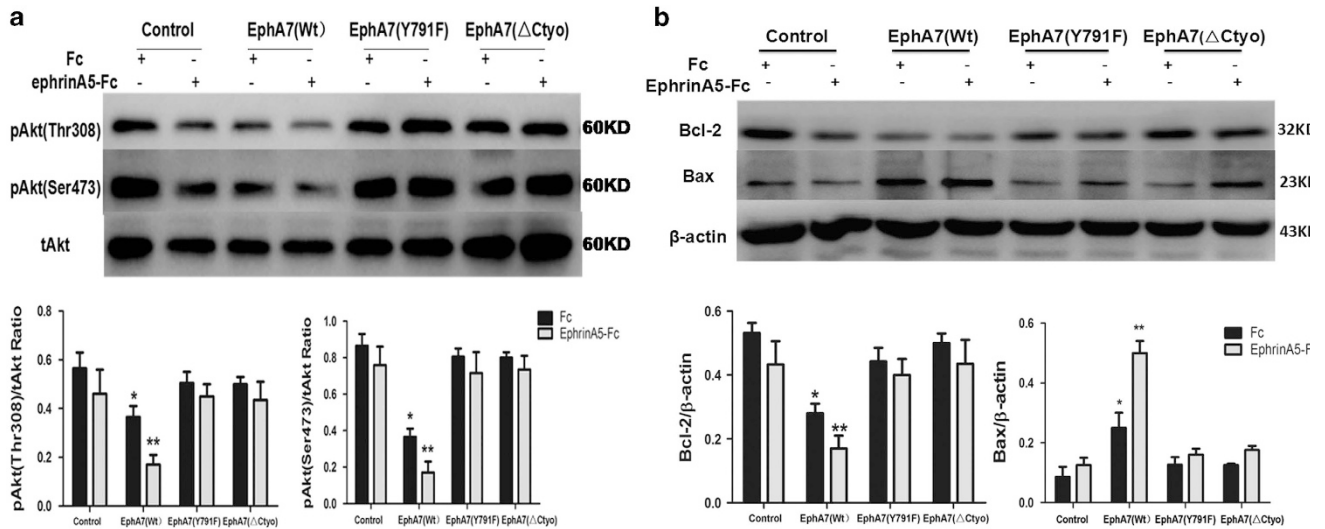 a
Control EphA7(Wt) EphA7(Y791F) EphA7(△Ctyo)
Fc + - + - + - + -
ephrinA5-Fc - + - + - + - +
pAkt(Thr308) 60KD
pAkt(Ser473) 60KD
tAkt 60KD
pAkt(Thr308)/tAkt Ratio
0.8
0.6
0.4
0.2
0.0
* **
Control EphA7(Wt) EphA7(Y791F) EphA7(△Ctyo)
pAkt(Ser473)/tAkt Ratio
1.0
0.8
0.6
0.4
0.2
0.0
* **
Fc
EphrinA5-Fc
Control EphA7(Wt) EphA7(Y791F) EphA7(△Ctyo)
b
Control EphA7(Wt) EphA7(Y791F) EphA7(△Ctyo)
Fc + - + - + - + -
EphrinA5-Fc - + - + - + - +
Bcl-2 32KD
Bax 23KD
β-actin 43KD
Bcl-2/β-actin
0.6
0.4
0.2
0.0
* **
Control EphA7(Wt) EphA7(Y791F) EphA7(△Ctyo)
Bax/β-actin
0.6
0.4
0.2
0.0
* **
Fc
EphrinA5-F
Control EphA7(Wt) EphA7(Y791F) EphA7(△Ctyo)